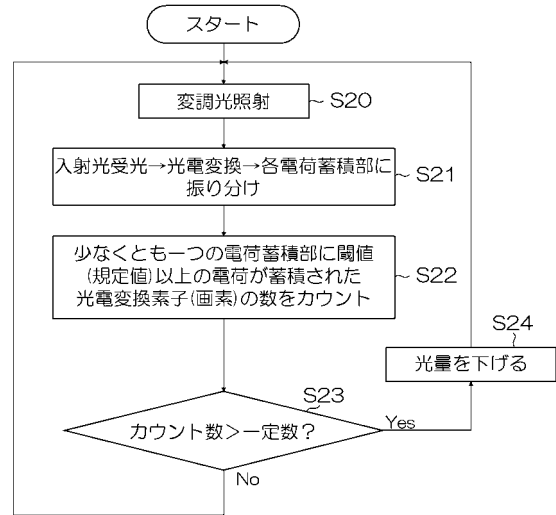 スタート
変調光照射
S20
入射光受光→光電変換→各電荷蓄積部に
振り分け
S21
少なくとも一つの電荷蓄積部に閾値
(規定値)以上の電荷が蓄積された
光電変換素子(画素)の数をカウント
S22
S24
光量を下げる
S23
カウント数>一定数?
Yes
No